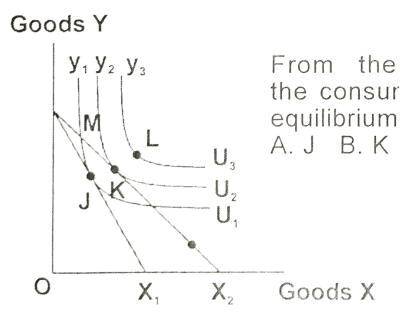 Goods Y
y₁ y₂ y₃
From the
the consur
equilibrium
A. J B. K
M
L
U₃
K
U₂
J
U₁
O
X₁ X₂ Goods X